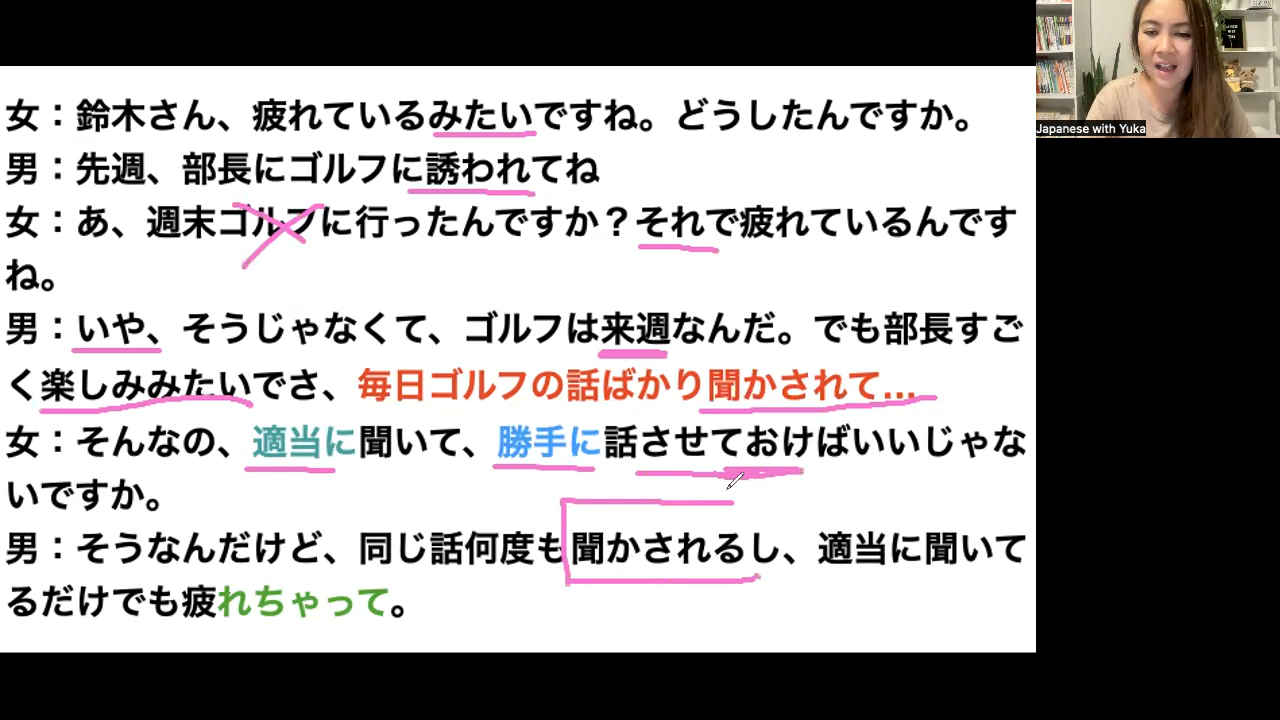 女：鈴木さん、疲れているみたいですね。どうしたんですか。
男：先週、部長にゴルフに誘われてね
女：あ、週末ゴルフに行ったんですか？それで疲れているんです
ね。
男：いや、そうじゃなくて、ゴルフは来週なんだ。でも部長すご
く楽しみみたいでさ、毎日ゴルフの話ばかり聞かされて...
女：そんなの、適当に聞いて、勝手に話させておけばいいじゃな
いですか。
男：そうなんだけど、同じ話何度も聞かされるし、適当に聞いて
るだけでも疲れちゃって。
Japanese with Yuka